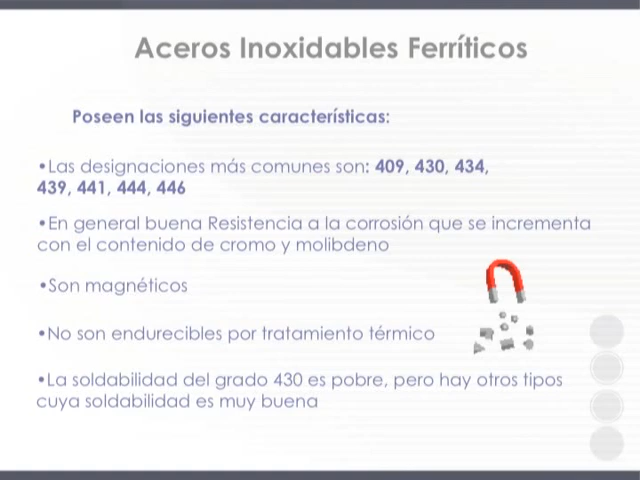 Aceros Inoxidables Ferríticos
Poseen las siguientes características:
•Las designaciones más comunes son: 409, 430, 434,
439, 441, 444, 446
•En general buena Resistencia a la corrosión que se incrementa
con el contenido de cromo y molibdeno
•Son magnéticos
•No son endurecibles por tratamiento térmico
•La soldabilidad del grado 430 es pobre, pero hay otros tipos
cuya soldabilidad es muy buena